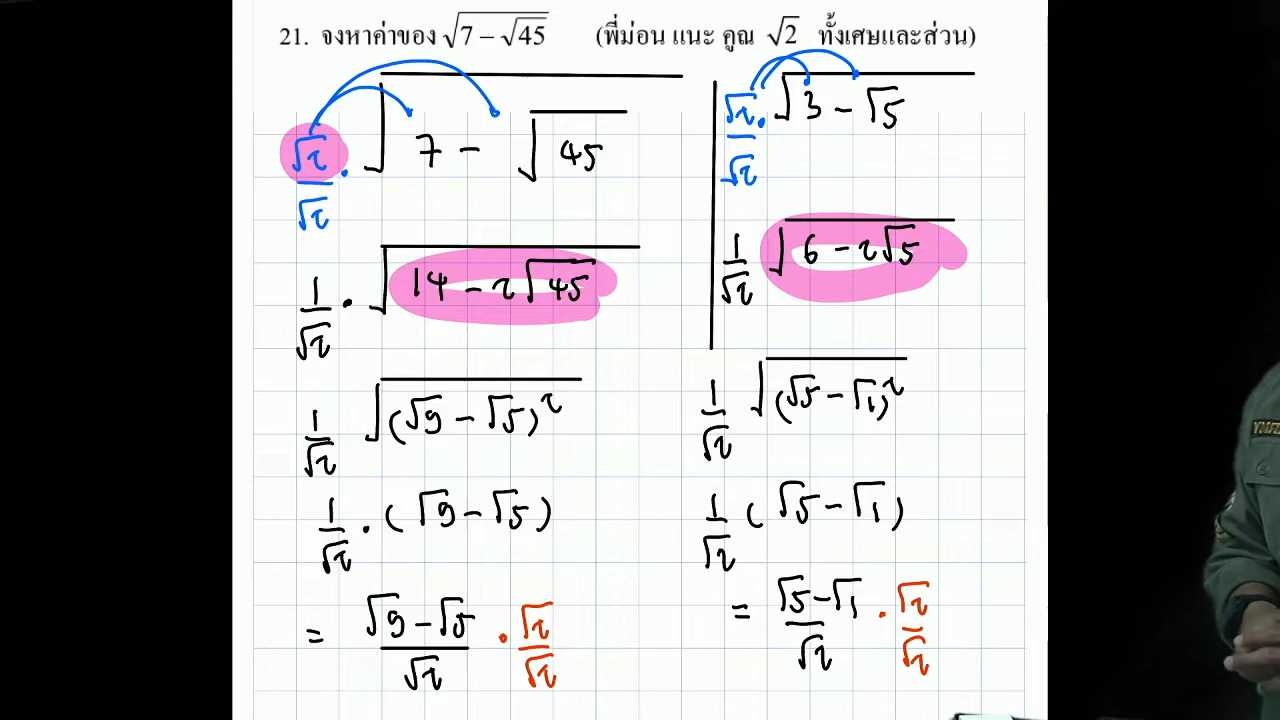 21. จงหาค่าของ √(7 − √45) (พี่ม่อน แนะ คูณ √2 ทั้งเศษและส่วน)
√2/√2 · √(7 − √45)
1/√2 · √(14 − 2√45)
1/√2 √((√9 − √5)²)
1/√2 · (√9 − √5)
= (√9 − √5)/√2 · √2/√2
√2/√2 · √(3 − √5)
1/√2 √(6 − 2√5)
1/√2 √((√5 − √1)²)
1/√2 (√5 − √1)
= (√5 − √1)/√2 · √2/√2